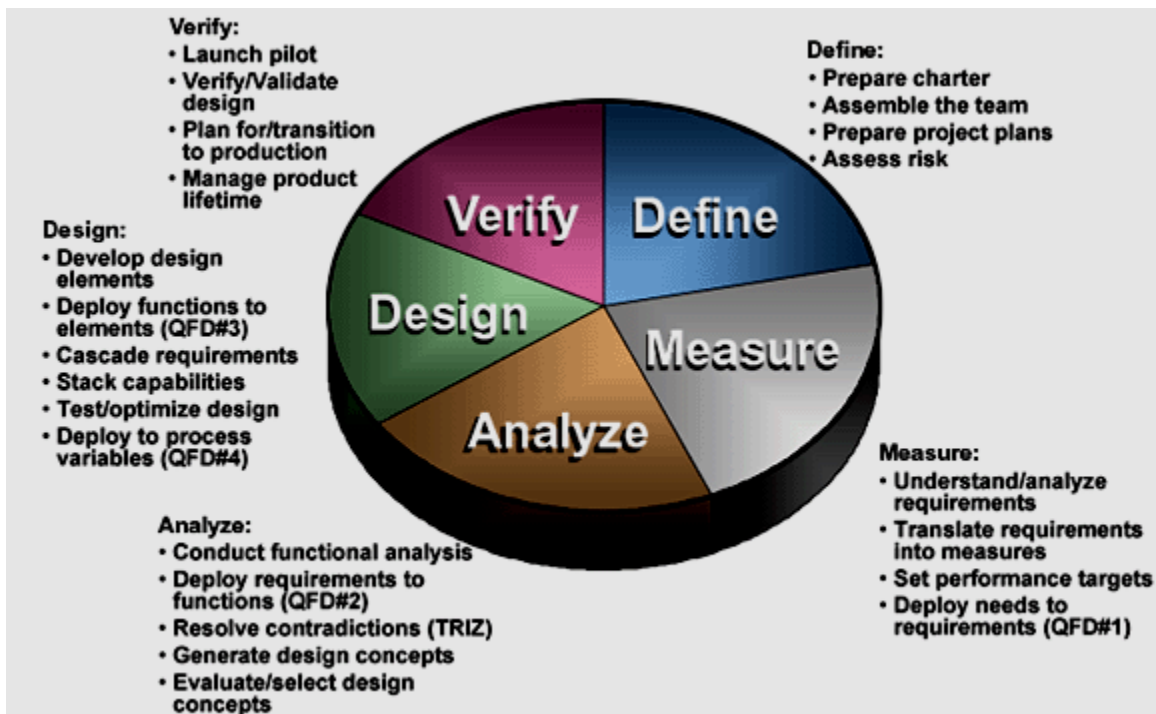 Verify:
• Launch pilot
• Verify/Validate
design
• Plan for/transition
to production
• Manage product
lifetime
Define:
• Prepare charter
• Assemble the team
• Prepare project plans
• Assess risk
Verify
Define
Design:
• Develop design
elements
• Deploy functions to
elements (QFD#3)
• Cascade requirements
• Stack capabilities
• Test/optimize design
• Deploy to process
variables (QFD#4)
Design
Measure
Analyze
Measure:
• Understand/analyze
requirements
• Translate requirements
into measures
• Set performance targets
• Deploy needs to
requirements (QFD#1)
Analyze:
• Conduct functional analysis
• Deploy requirements to
functions (QFD#2)
• Resolve contradictions (TRIZ)
• Generate design concepts
• Evaluate/select design
concepts